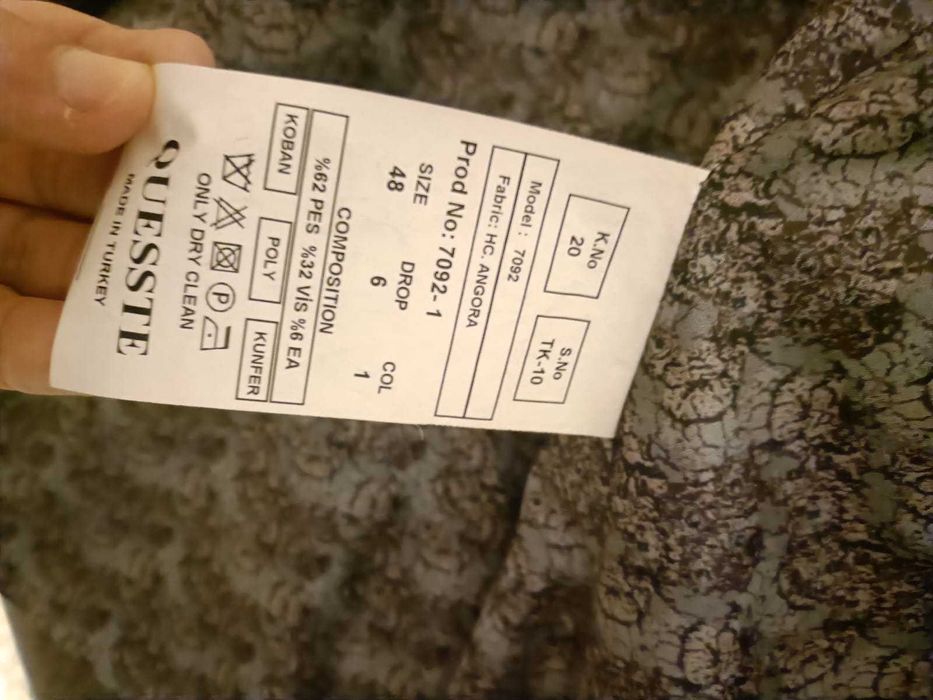 K.No S.No
20 TK-10
Model : 7092
Fabric: HC. ANGORA
Prod No: 7092-1
SIZE DROP COL
48 6 1
COMPOSITION
%62 PES %32 VİS %6 EA
KOBAN POLY KUNFER
P
ONLY DRY CLEAN
QUESSTE
MADE IN TURKEY